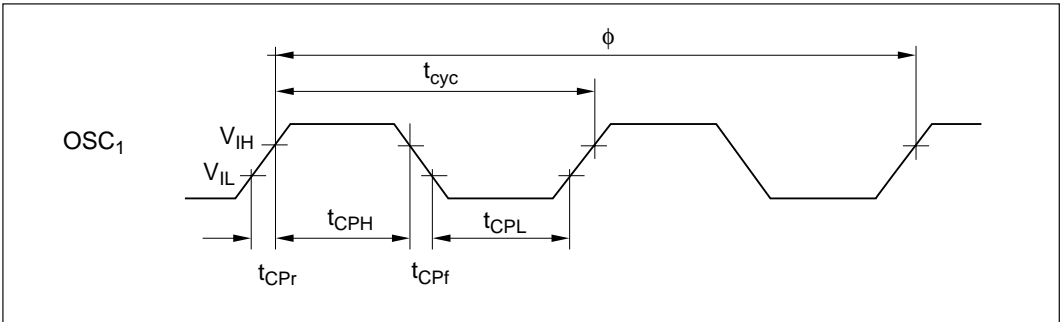 ϕ
tcyc
OSC1
VIH
VIL
tCPH
tCPL
tCPr
tCPf